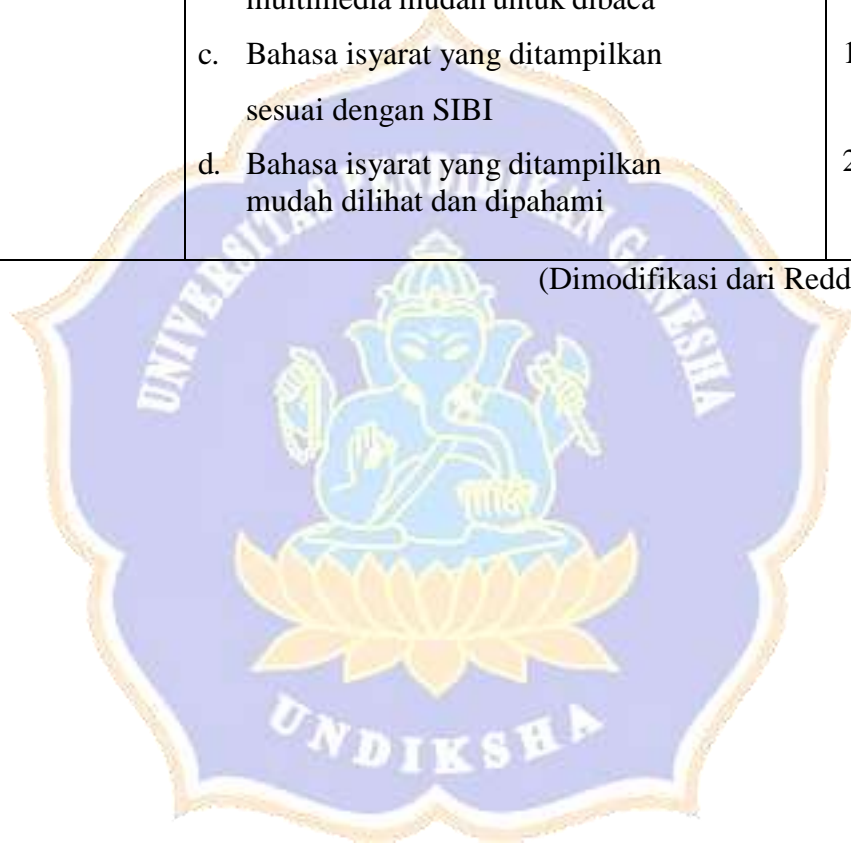 multimedia mudah untuk dibaca
c. Bahasa isyarat yang ditampilkan
sesuai dengan SIBI
d. Bahasa isyarat yang ditampilkan
mudah dilihat dan dipahami
(Dimodifikasi dari Redd
UNIVERSITAS PENDIDIKAN GANESHA
UNDIKSHA